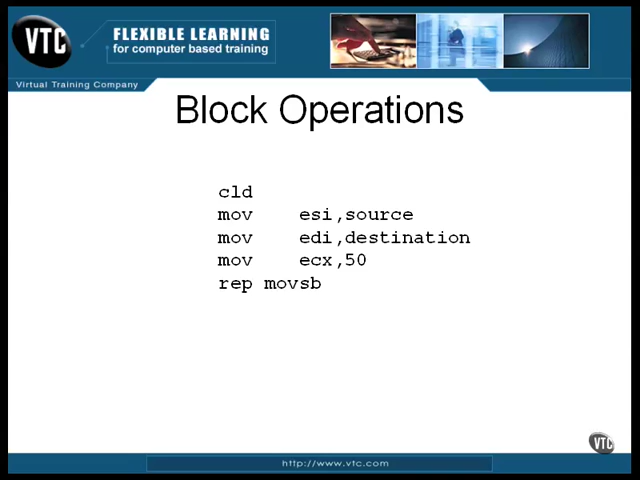 VTC
FLEXIBLE LEARNING
for computer based training
Virtual Training Company
Block Operations
cld
mov esi,source
mov edi,destination
mov ecx,50
rep movsb
VTC
http://www.vtc.com